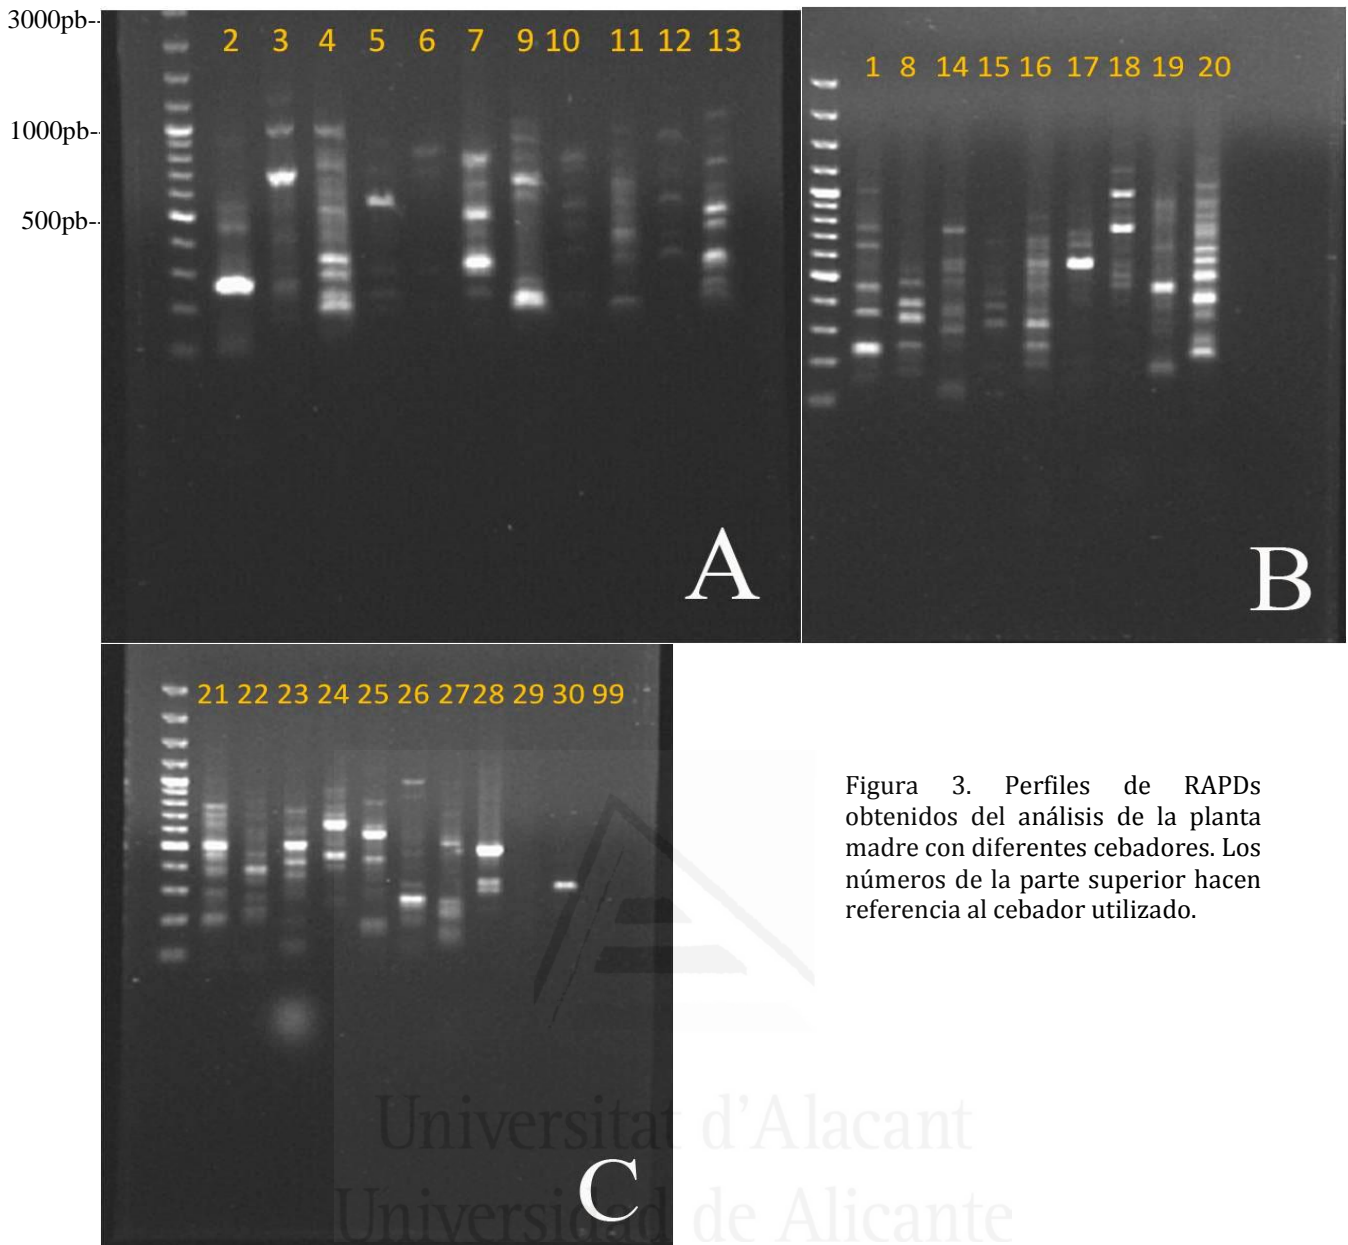 3000pb-
1000pb-
500pb-
2 3 4 5 6 7 9 10 11 12 13
A
1 8 14 15 16 17 18 19 20
B
21 22 23 24 25 26 27 28 29 30 99
C
Figura 3. Perfiles de RAPDs
obtenidos del análisis de la planta
madre con diferentes cebadores. Los
números de la parte superior hacen
referencia al cebador utilizado.
Universitat d'Alacant
Universidad de Alicante